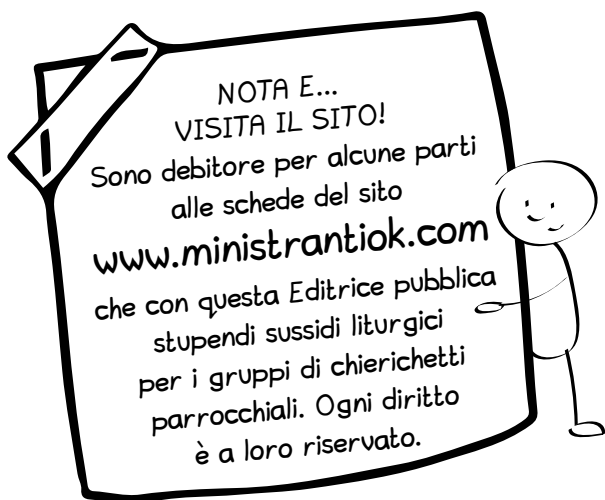 NOTA E...
VISITA IL SITO!
Sono debitore per alcune parti
alle schede del sito
www.ministrantiok.com
che con questa Editrice pubblica
stupendi sussidi liturgici
per i gruppi di chierichetti
parrocchiali. Ogni diritto
è a loro riservato.